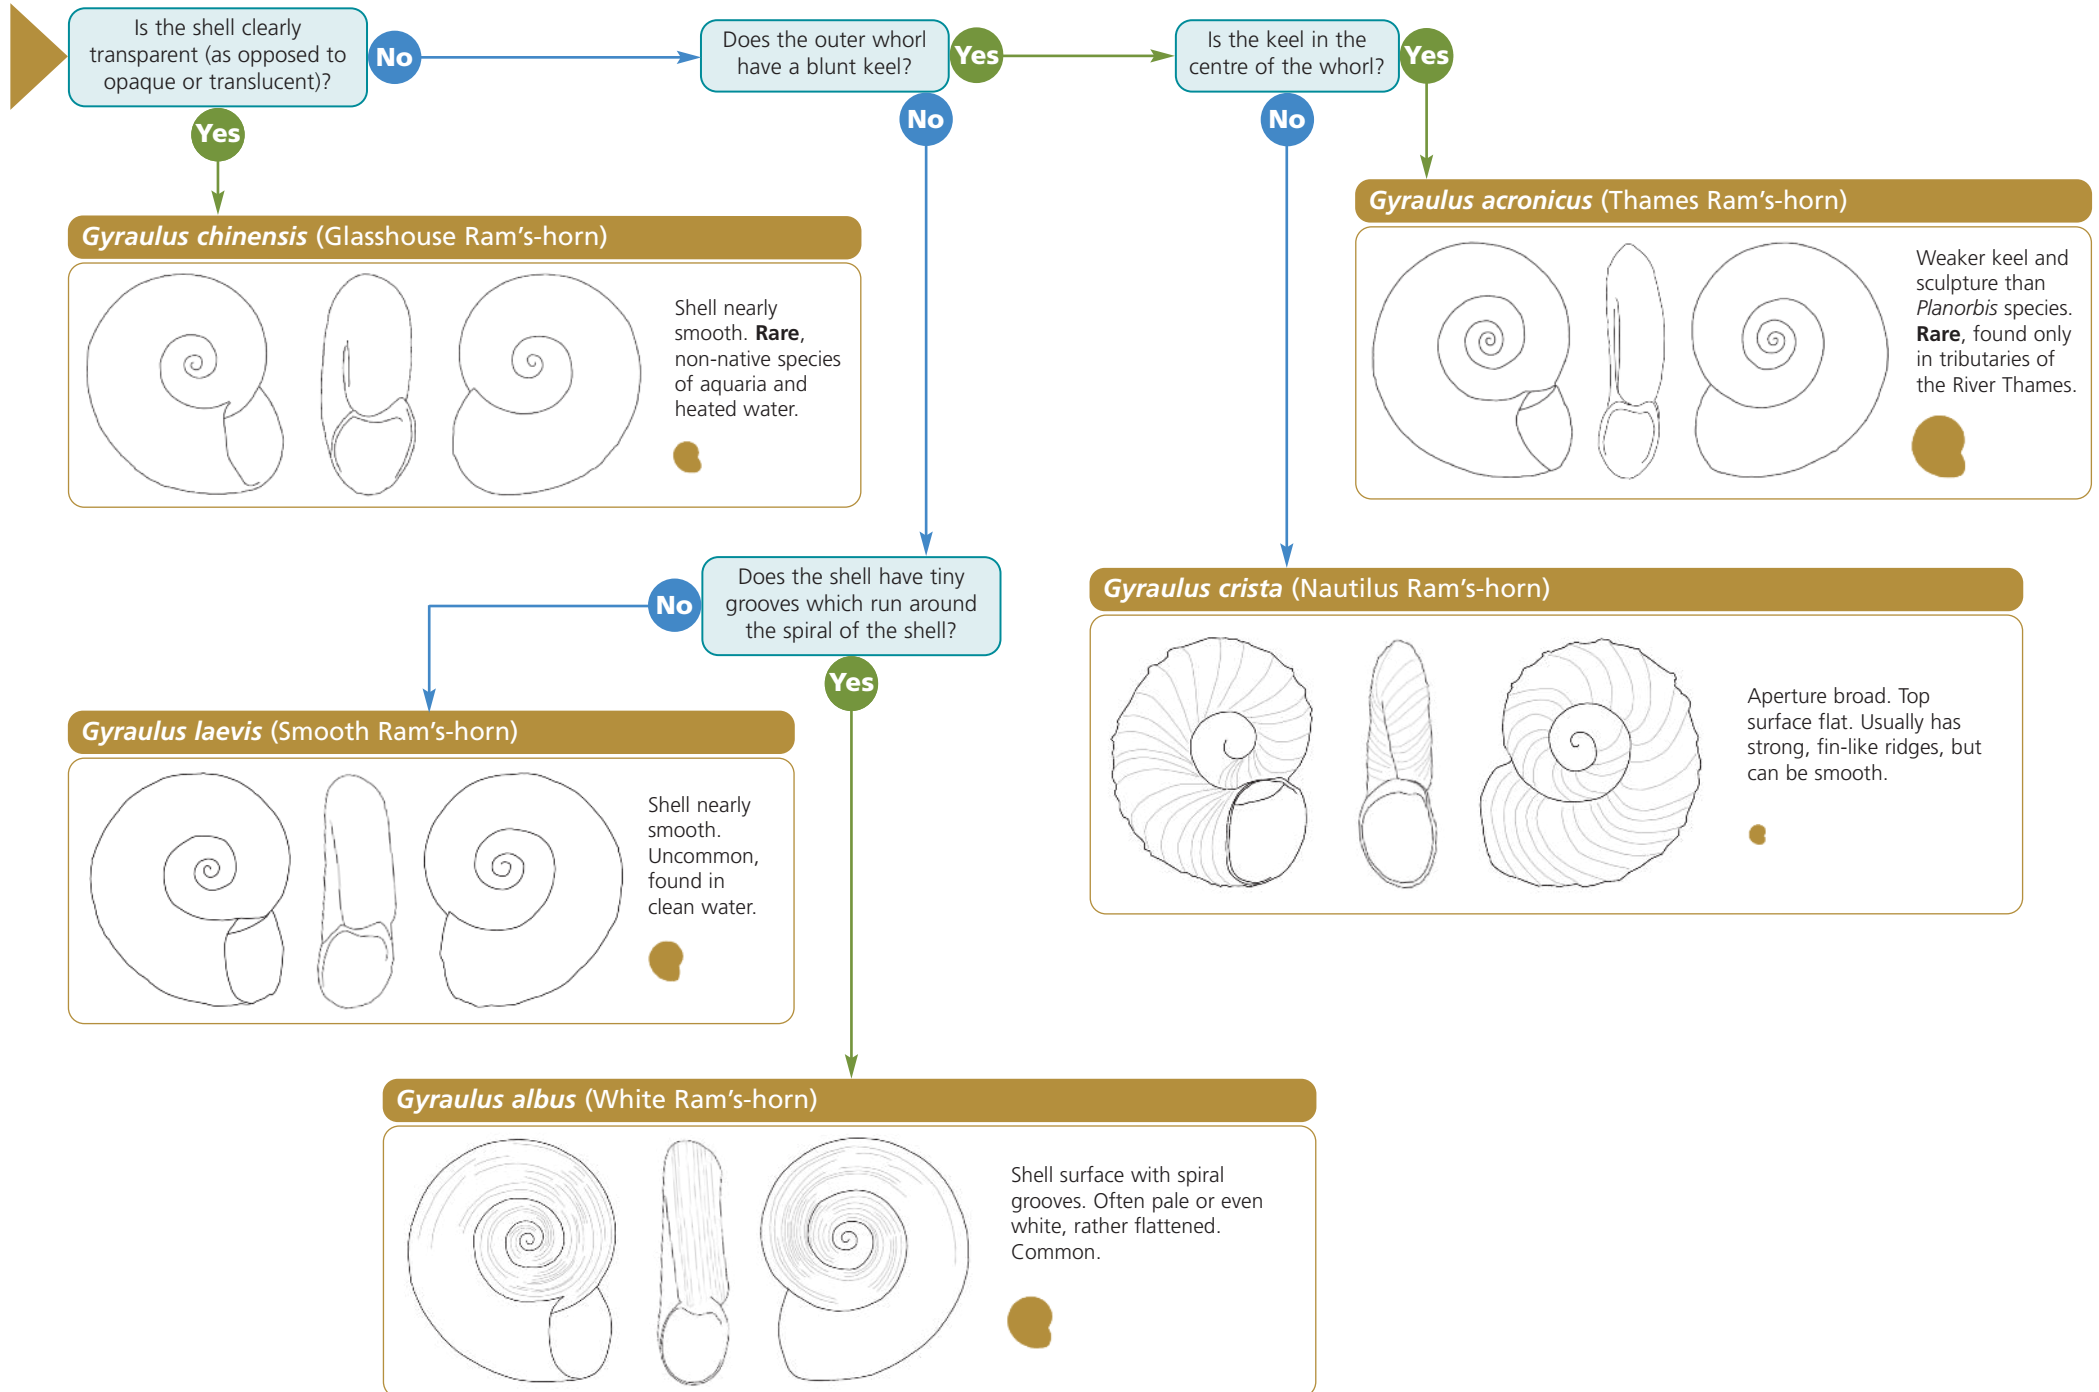 Is the shell clearly
transparent (as opposed to
opaque or translucent)?
No
Yes
Does the outer whorl
have a blunt keel?
Yes
No
Is the keel in the
centre of the whorl?
Yes
No
Gyraulus acronicus (Thames Ram's-horn)
Weaker keel and
sculpture than
Planorbis species.
Rare, found only
in tributaries of
the River Thames.
Gyraulus chinensis (Glasshouse Ram's-horn)
Shell nearly
smooth. Rare,
non-native species
of aquaria and
heated water.
Does the shell have tiny
grooves which run around
the spiral of the shell?
No
Yes
Gyraulus crista (Nautilus Ram's-horn)
Aperture broad. Top
surface flat. Usually has
strong, fin-like ridges, but
can be smooth.
Gyraulus laevis (Smooth Ram's-horn)
Shell nearly
smooth.
Uncommon,
found in
clean water.
Gyraulus albus (White Ram's-horn)
Shell surface with spiral
grooves. Often pale or even
white, rather flattened.
Common.